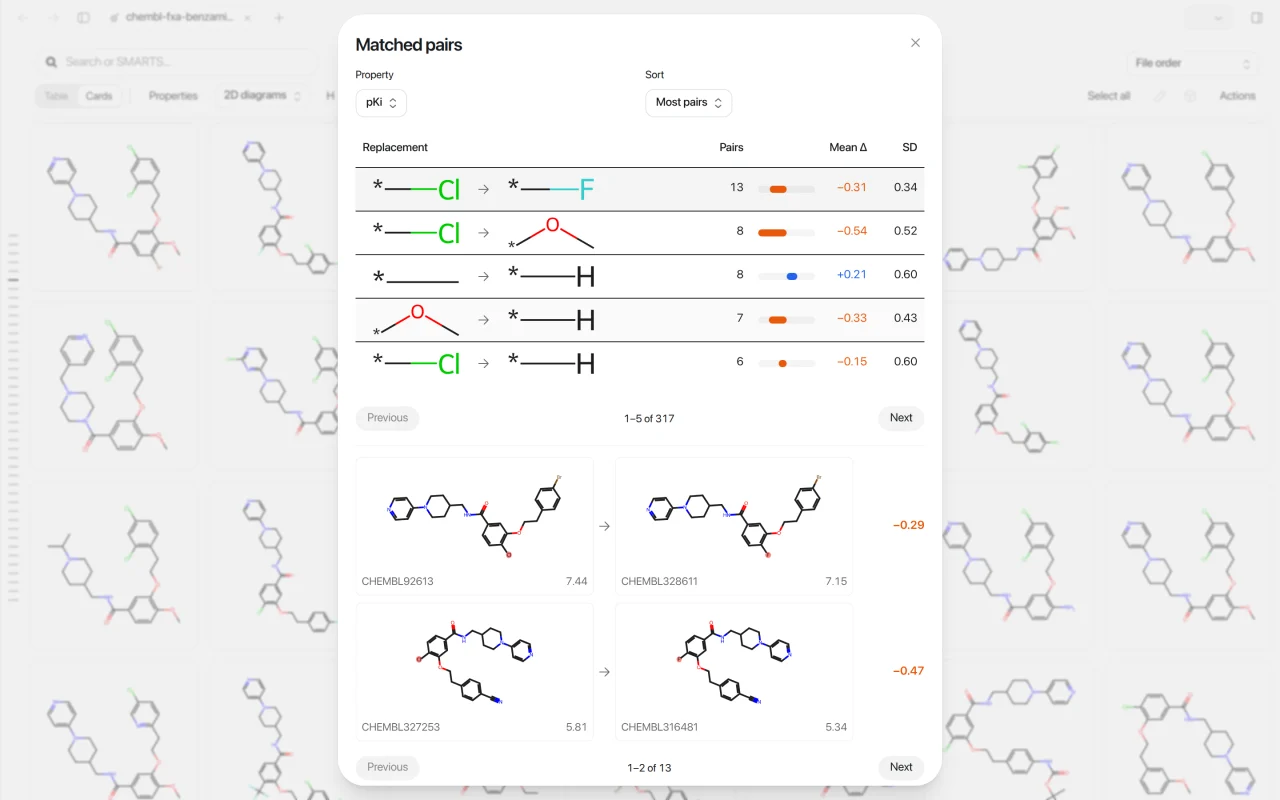 chembl-fxa-benzami...
Search or SMARTS...
File order
Table Cards Properties 2D diagrams H
Select all Actions
Matched pairs
Property Sort
pKi Most pairs
Replacement Pairs Mean Δ SD
*—Cl → *—F 13 −0.31 0.34
*—Cl → * O 8 −0.54 0.52
* → *—H 8 +0.21 0.60
* O → *—H 7 −0.33 0.43
*—Cl → *—H 6 −0.15 0.60
Previous 1–5 of 317 Next
→ −0.29
CHEMBL92613 7.44 CHEMBL328611 7.15
→ −0.47
CHEMBL327253 5.81 CHEMBL316481 5.34
Previous 1–2 of 13 Next